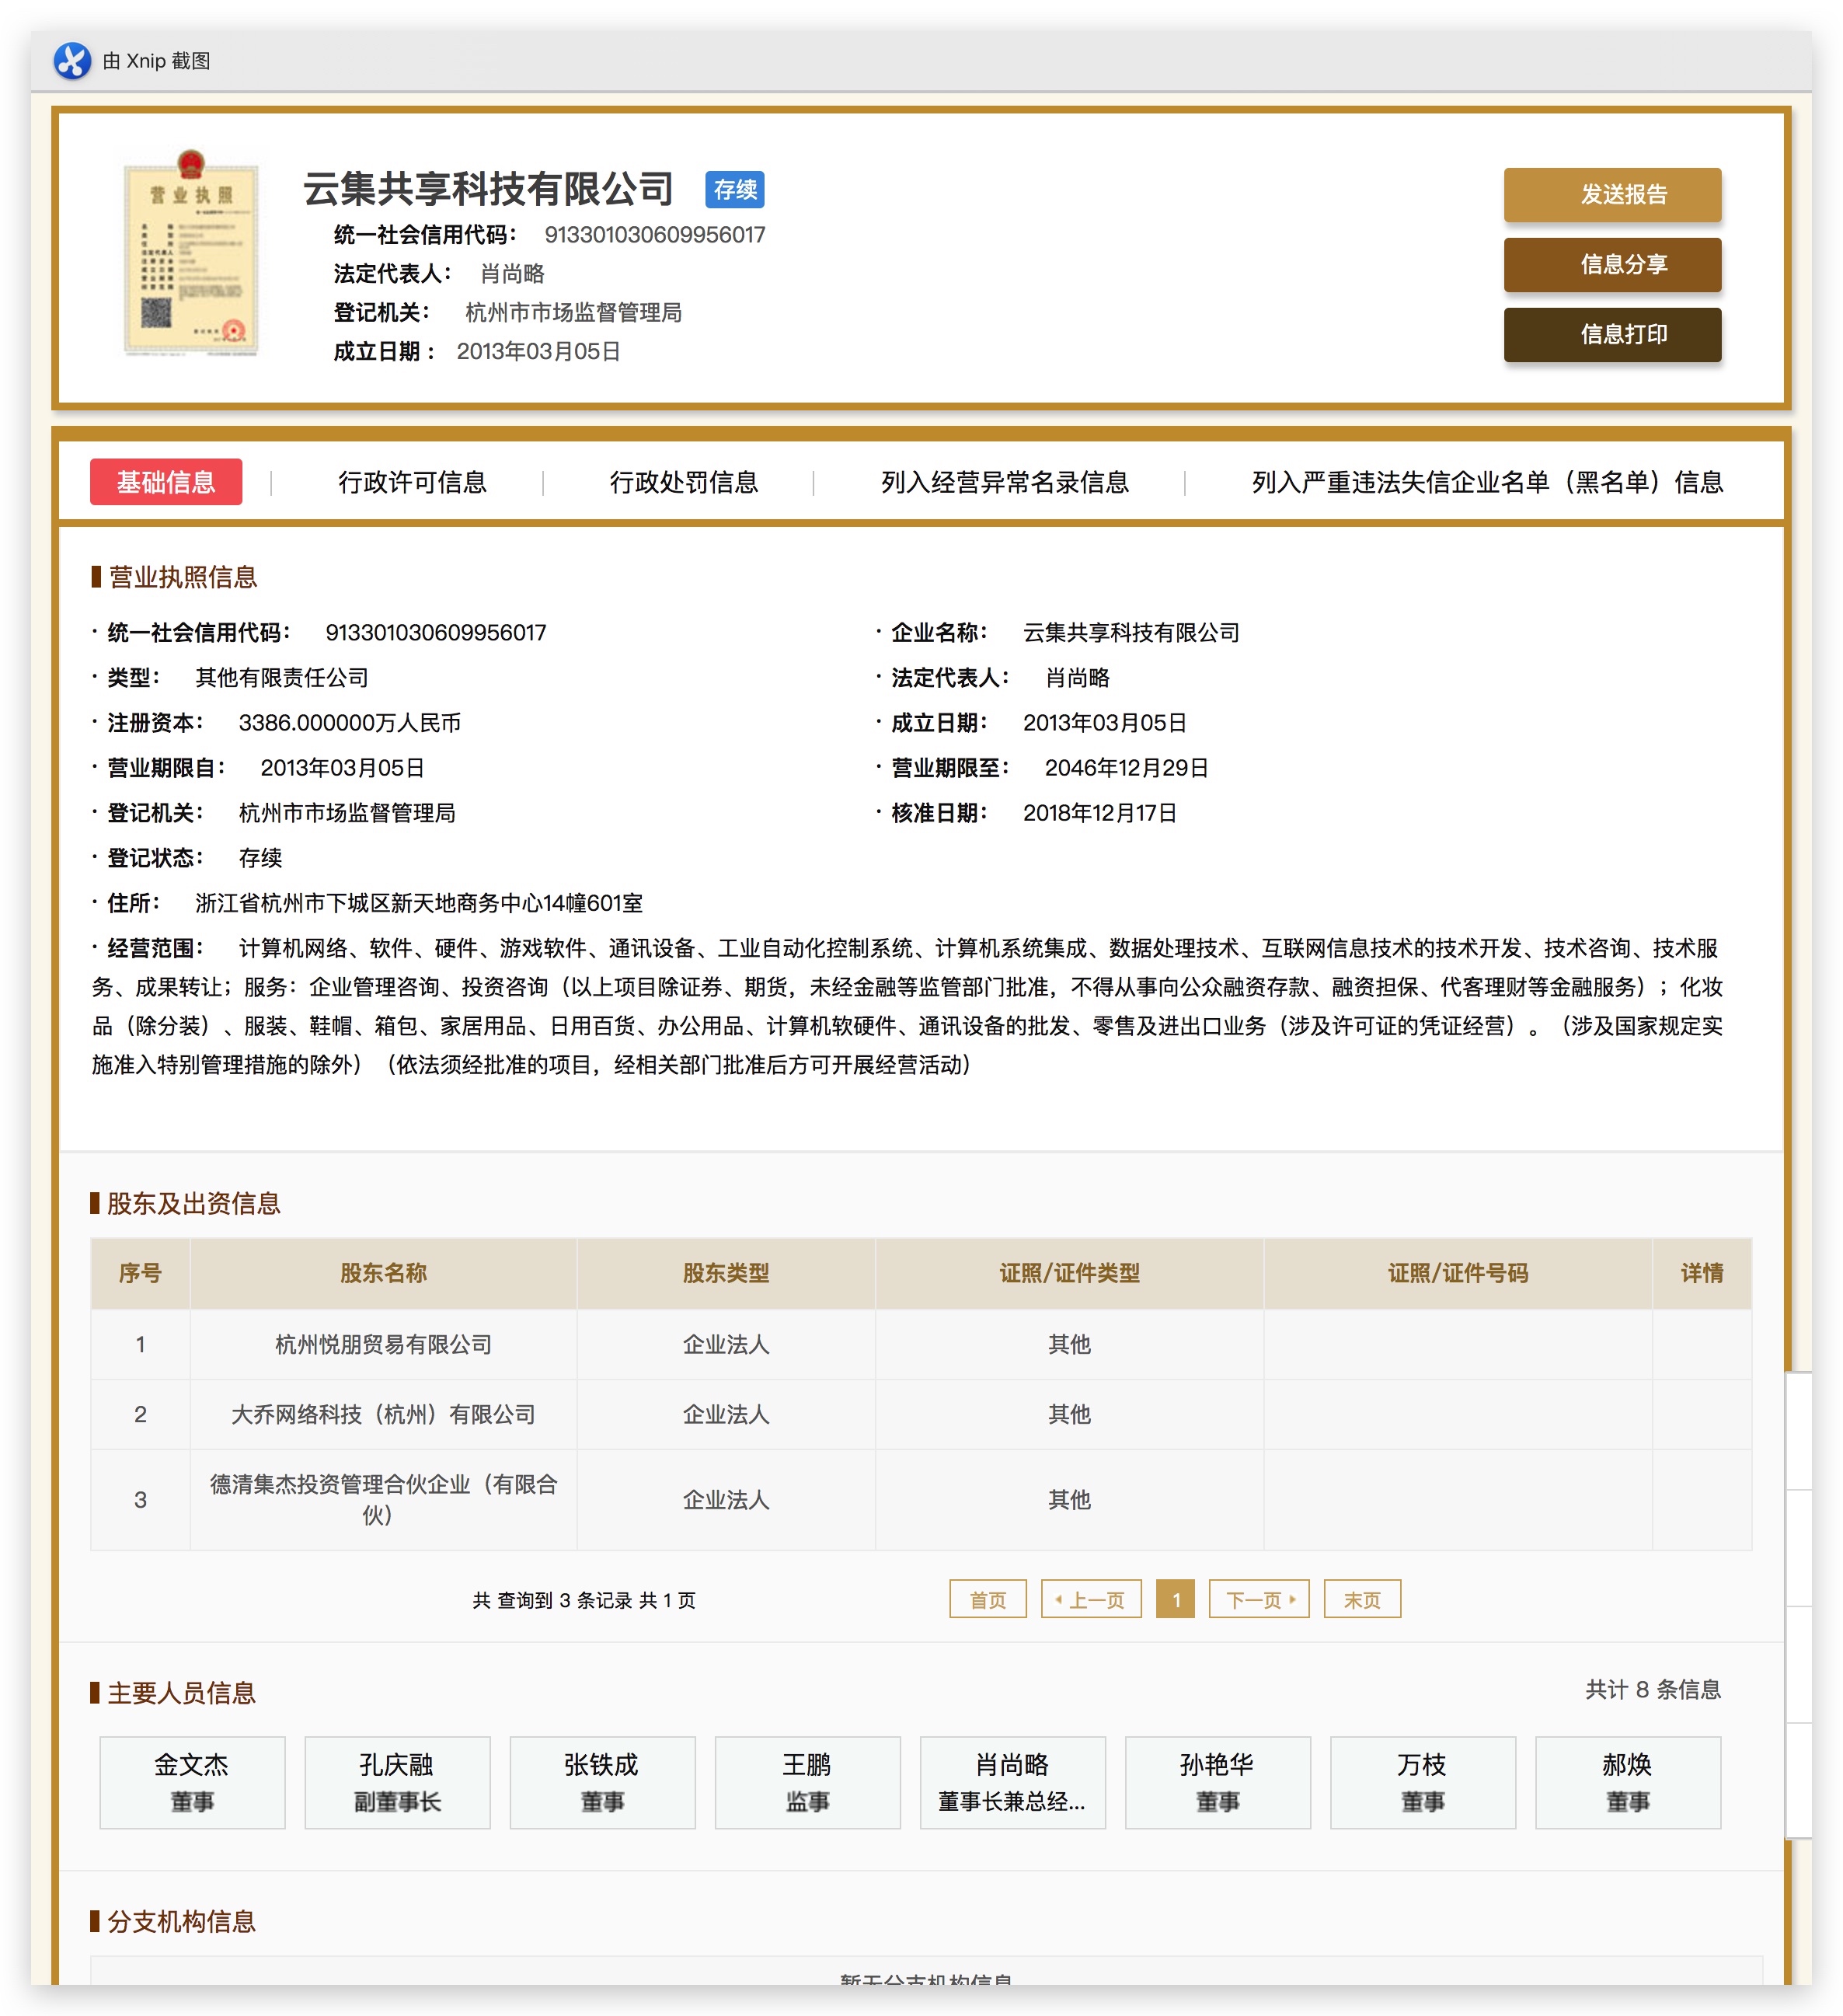 由 Xnip 截图
营业执照
云集共享科技有限公司 存续
统一社会信用代码： 913301030609956017
法定代表人： 肖尚略
登记机关： 杭州市市场监督管理局
成立日期： 2013年03月05日
发送报告
信息分享
信息打印
基础信息 行政许可信息 行政处罚信息 列入经营异常名录信息 列入严重违法失信企业名单（黑名单）信息
营业执照信息
· 统一社会信用代码： 913301030609956017 · 企业名称： 云集共享科技有限公司
· 类型： 其他有限责任公司 · 法定代表人： 肖尚略
· 注册资本： 3386.000000万人民币 · 成立日期： 2013年03月05日
· 营业期限自： 2013年03月05日 · 营业期限至： 2046年12月29日
· 登记机关： 杭州市市场监督管理局 · 核准日期： 2018年12月17日
· 登记状态： 存续
· 住所： 浙江省杭州市下城区新天地商务中心14幢601室
· 经营范围： 计算机网络、软件、硬件、游戏软件、通讯设备、工业自动化控制系统、计算机系统集成、数据处理技术、互联网信息技术的技术开发、技术咨询、技术服
务、成果转让；服务：企业管理咨询、投资咨询（以上项目除证券、期货，未经金融等监管部门批准，不得从事向公众融资存款、融资担保、代客理财等金融服务）；化妆
品（除分装）、服装、鞋帽、箱包、家居用品、日用百货、办公用品、计算机软硬件、通讯设备的批发、零售及进出口业务（涉及许可证的凭证经营）。（涉及国家规定实
施准入特别管理措施的除外）（依法须经批准的项目，经相关部门批准后方可开展经营活动）
股东及出资信息
序号 股东名称 股东类型 证照/证件类型 证照/证件号码 详情
1 杭州悦朋贸易有限公司 企业法人 其他
2 大乔网络科技（杭州）有限公司 企业法人 其他
3 德清集杰投资管理合伙企业（有限合
伙） 企业法人 其他
共 查询到 3 条记录 共 1 页 首页 上一页 1 下一页 末页
主要人员信息 共计 8 条信息
金文杰 孔庆融 张铁成 王鹏 肖尚略 孙艳华 万枝 郝焕
董事 副董事长 董事 监事 董事长兼总经... 董事 董事 董事
分支机构信息
暂无分支机构信息